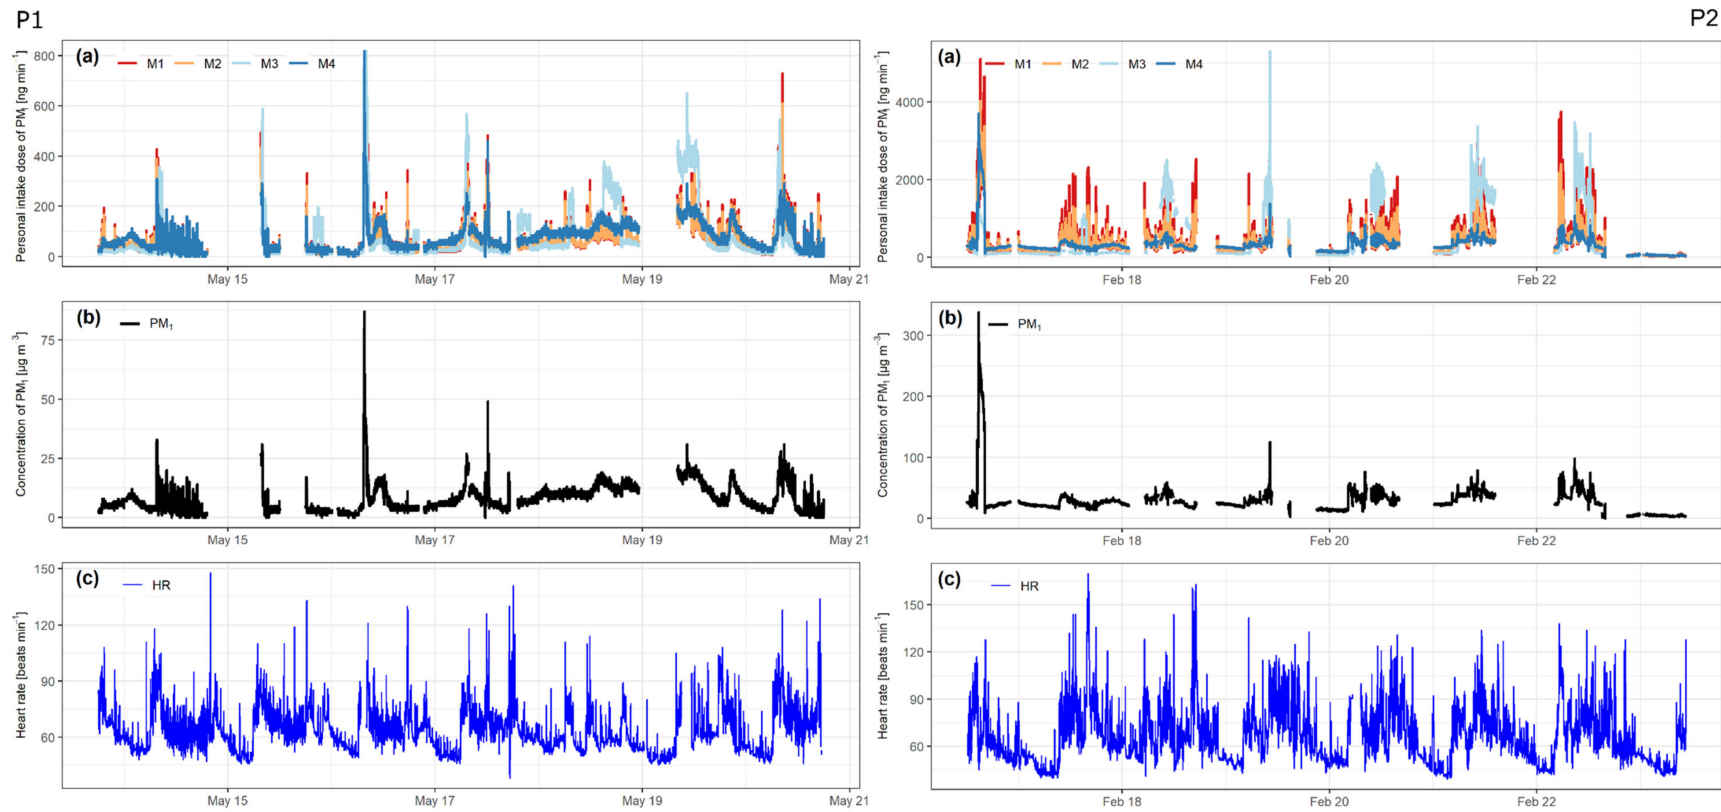 P1
P2
(a)
M1 M2 M3 M4
Personal intake dose of PM₁ [ng min⁻¹]
800
600
400
200
0
May 15 May 17 May 19 May 21
(b)
PM₁
Concentration of PM₁ [µg m⁻³]
75
50
25
0
May 15 May 17 May 19 May 21
(c)
HR
Heart rate [beats min⁻¹]
150
120
90
60
May 15 May 17 May 19 May 21
(a)
M1 M2 M3 M4
Personal intake dose of PM₁ [ng min⁻¹]
4000
2000
0
Feb 18 Feb 20 Feb 22
(b)
PM₁
Concentration of PM₁ [µg m⁻³]
300
200
100
0
Feb 18 Feb 20 Feb 22
(c)
HR
Heart rate [beats min⁻¹]
150
120
90
60
Feb 18 Feb 20 Feb 22